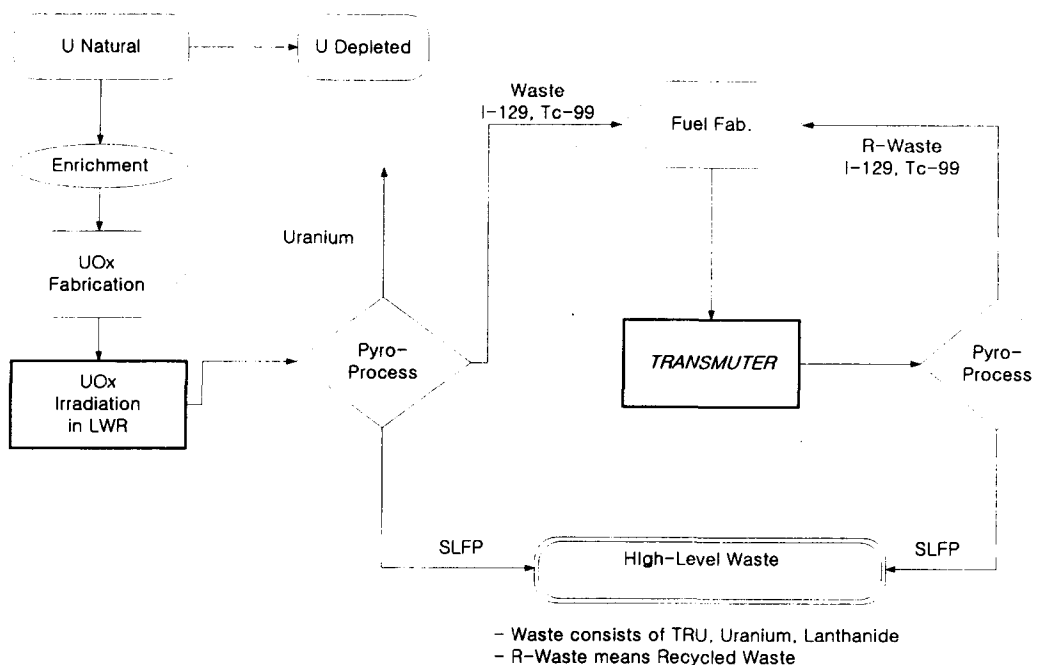 U Natural
U Depleted
Enrichment
UOx
Fabrication
UOx
Irradiation
in LWR
Uranium
Pyro-
Process
Waste
I-129, Tc-99
Fuel Fab.
R-Waste
I-129, Tc-99
TRANSMUTER
Pyro-
Process
SLFP
High-Level Waste
SLFP
- Waste consists of TRU, Uranium, Lanthanide
- R-Waste means Recycled Waste